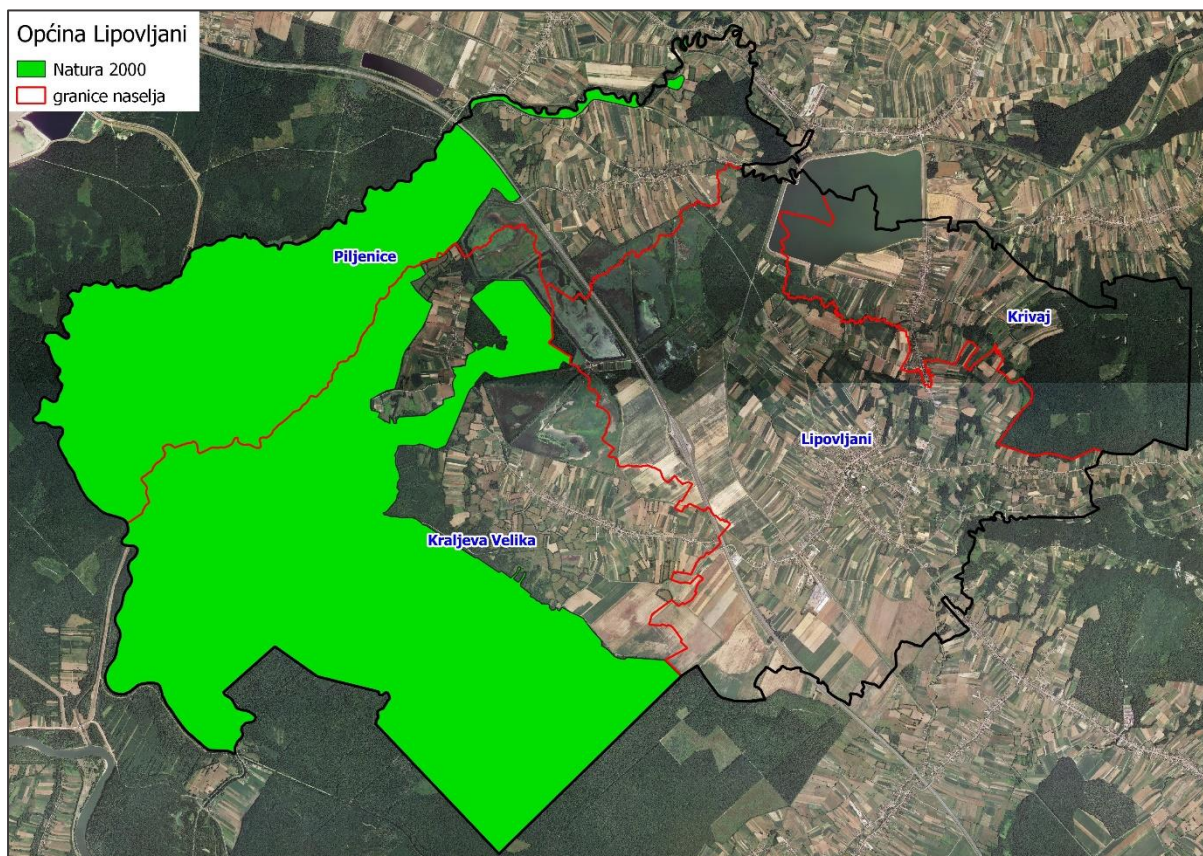 Općina Lipovljani
Natura 2000
granice naselja
Piljenice
Krivaj
Lipovljani
Kraljeva Velika